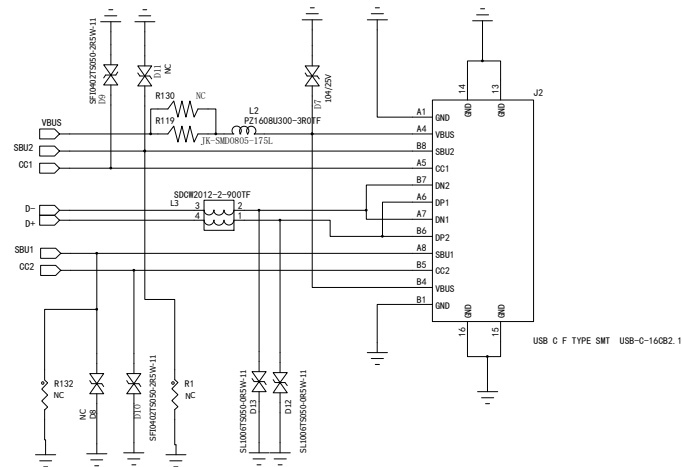 SFI0402TS050-2R5W-11
D9
D11
NC
D7
104/25V
14
13
GND
GND
J2
R130
NC
R119
JK-SMD0805-175L
L2
PZ1608U300-3R0TF
VBUS
SBU2
CC1
D-
D+
SBU1
CC2
SDCW2012-2-900TF
L3
3
2
4
1
A1
GND
A4
VBUS
B8
SBU2
A5
CC1
B7
DN2
A6
DP1
A7
DN1
B6
DP2
A8
SBU1
B5
CC2
B4
VBUS
B1
GND
GND
GND
16
15
USB C F TYPE SMT USB-C-16CB2.1
R132
NC
NC
D8
D10
SFI0402TS050-2R5W-11
R1
NC
SL1006TS050-0R5W-11
D13
D12
SL1006TS050-0R5W-11